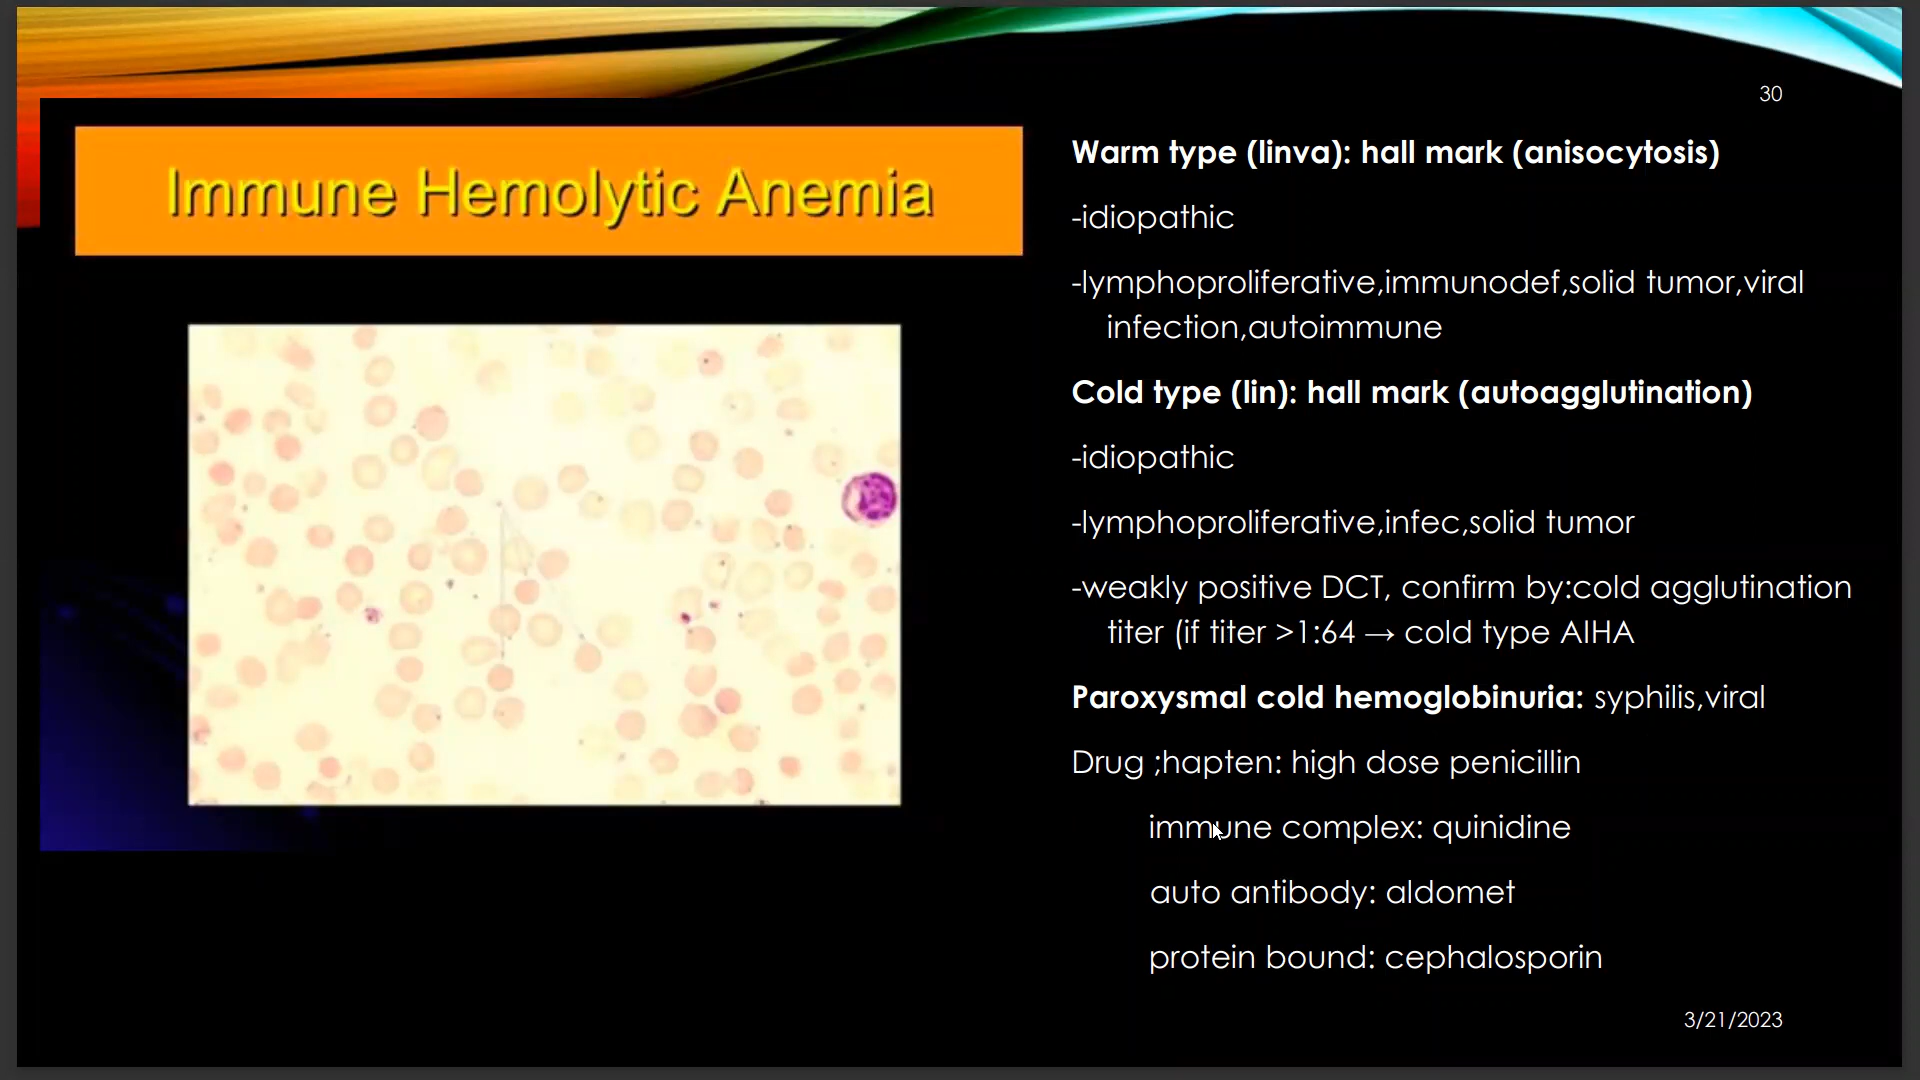 30
Immune Hemolytic Anemia
Warm type (linva): hall mark (anisocytosis)
-idiopathic
-lymphoproliferative,immunodef,solid tumor,viral
infection,autoimmune
Cold type (lin): hall mark (autoagglutination)
-idiopathic
-lymphoproliferative,infec,solid tumor
-weakly positive DCT, confirm by:cold agglutination
titer (if titer >1:64 → cold type AIHA
Paroxysmal cold hemoglobinuria: syphilis,viral
Drug ;hapten: high dose penicillin
immune complex: quinidine
auto antibody: aldomet
protein bound: cephalosporin
3/21/2023